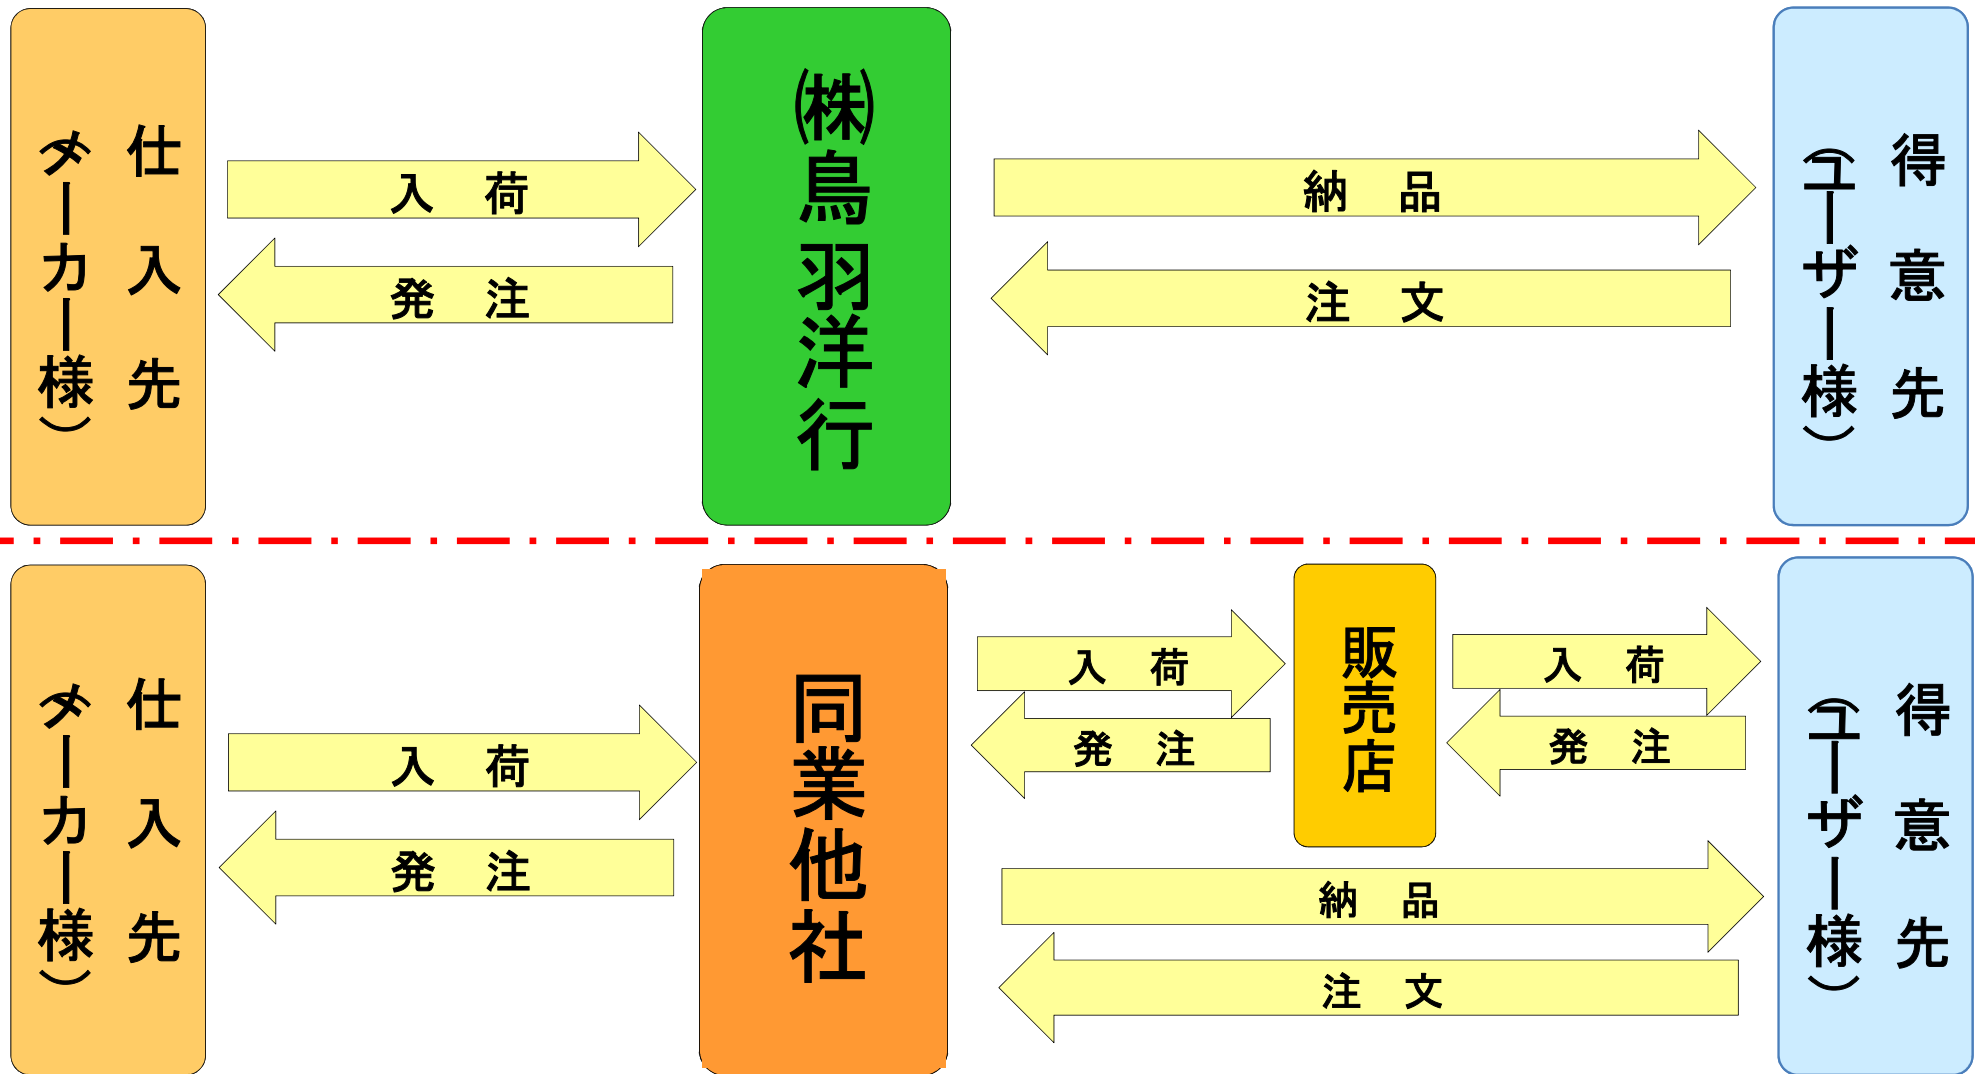 仕入先
（メーカー様）
入荷
発注
㈱鳥羽洋行
納品
注文
得意先
（ユーザー様）
仕入先
（メーカー様）
入荷
発注
同業他社
入荷
発注
販売店
入荷
発注
納品
注文
得意先
（ユーザー様）